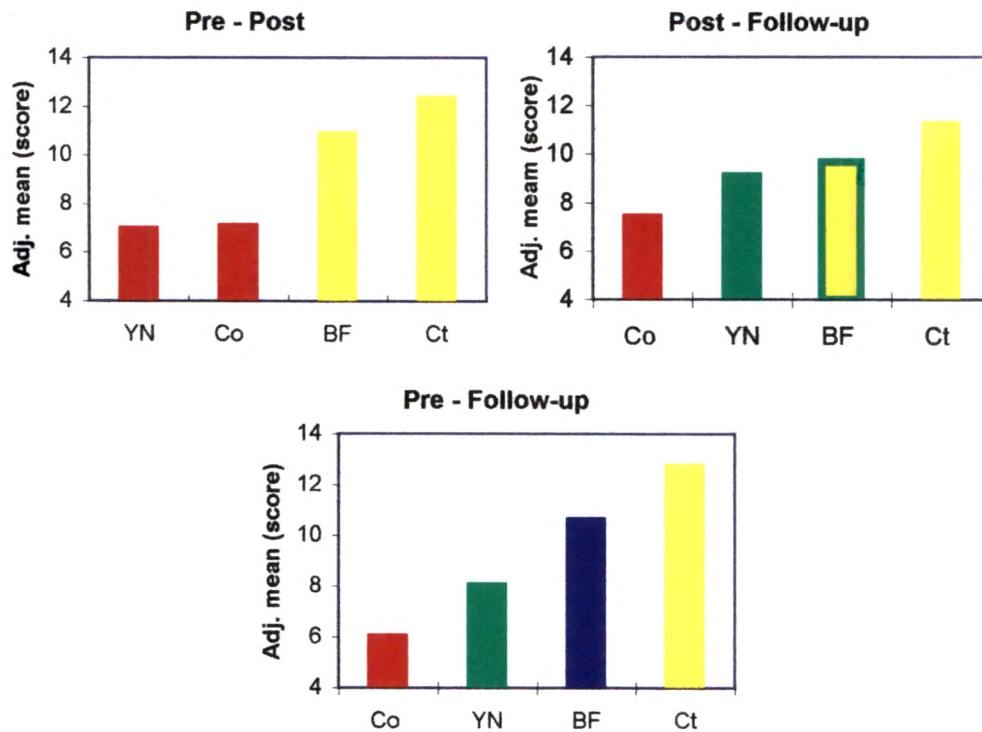 Pre - Post
Adj. mean (score)
14
12
10
8
6
4
YN Co BF Ct
Post - Follow-up
Adj. meam (score)
14
12
10
8
6
4
Co YN BF Ct
Pre - Follow-up
Adj. mean (score)
14
12
10
8
6
4
Co YN BF Ct